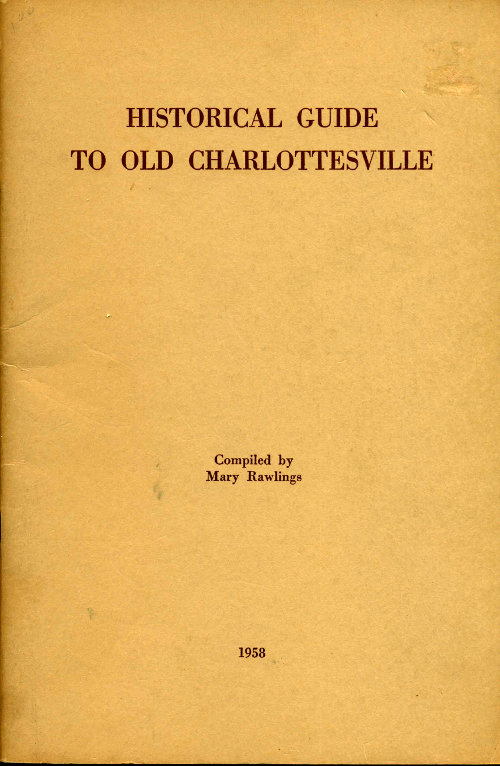 HISTORICAL GUIDE
TO OLD CHARLOTTESVILLE
Compiled by
Mary Rawlings
1958